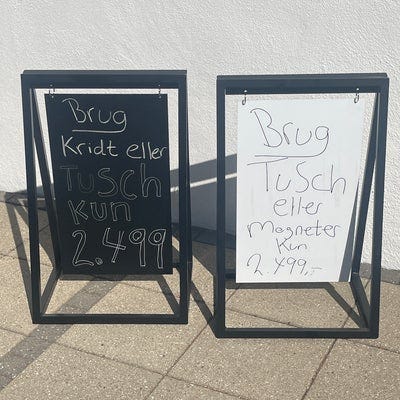 Brug
Kridt eller
Tusch
Kun
2.499
Brug
Tusch
eller
Magneter
Kun
2.499,-